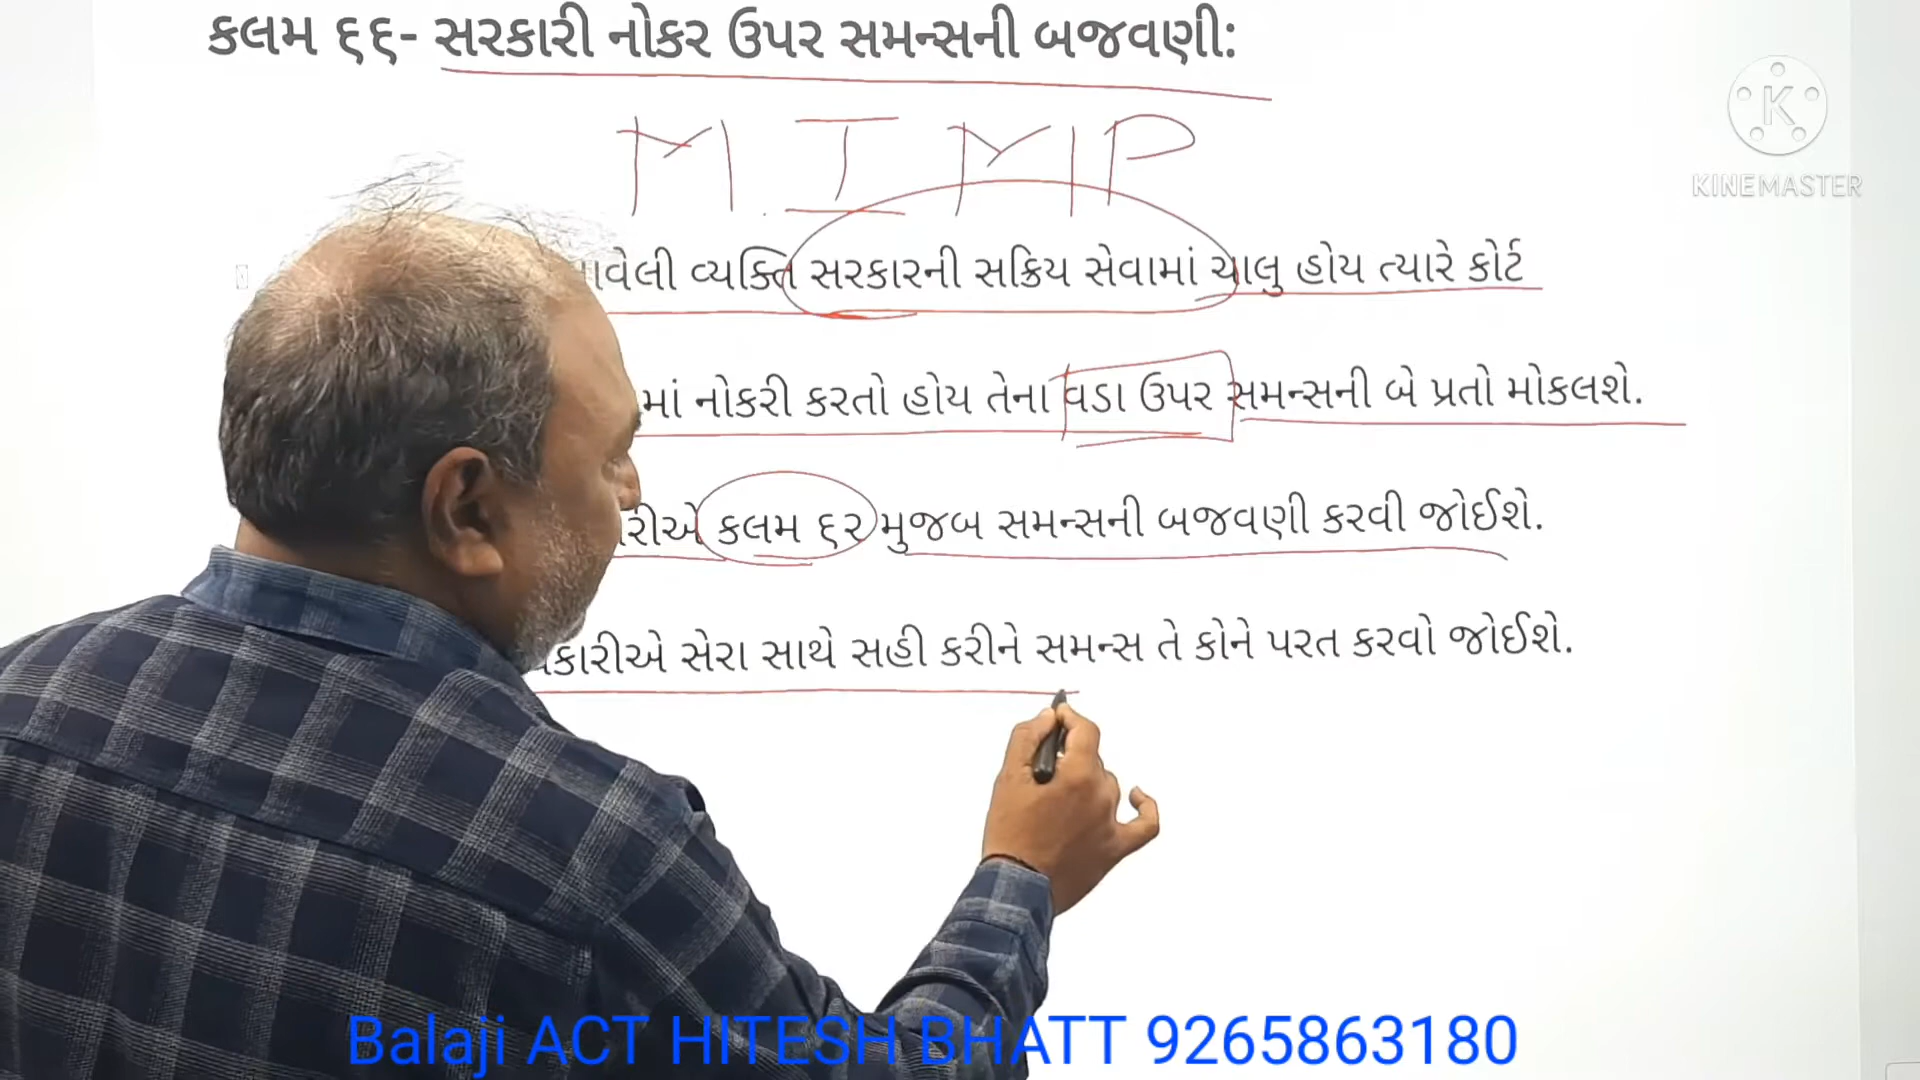 કલમ ૬૬- સરકારી નોકર ઉપર સમન્સની બજવણી:
M. I MP
K
KINEMASTER
વ્યક્તિ સરકારની સક્રિય સેવામાં ચાલુ હોય ત્યારે કોર્ટ
માં નોકરી કરતો હોય તેના વડા ઉપર સમન્સની બે પ્રતો મોકલશે.
કલમ ૬૨ મુજબ સમન્સની બજવણી કરવી જોઈશે.
સેરા સાથે સહી કરીને સમન્સ તે કોને પરત કરવો જોઈશે.
Balaji ACT HITESH BHATT 9265863180